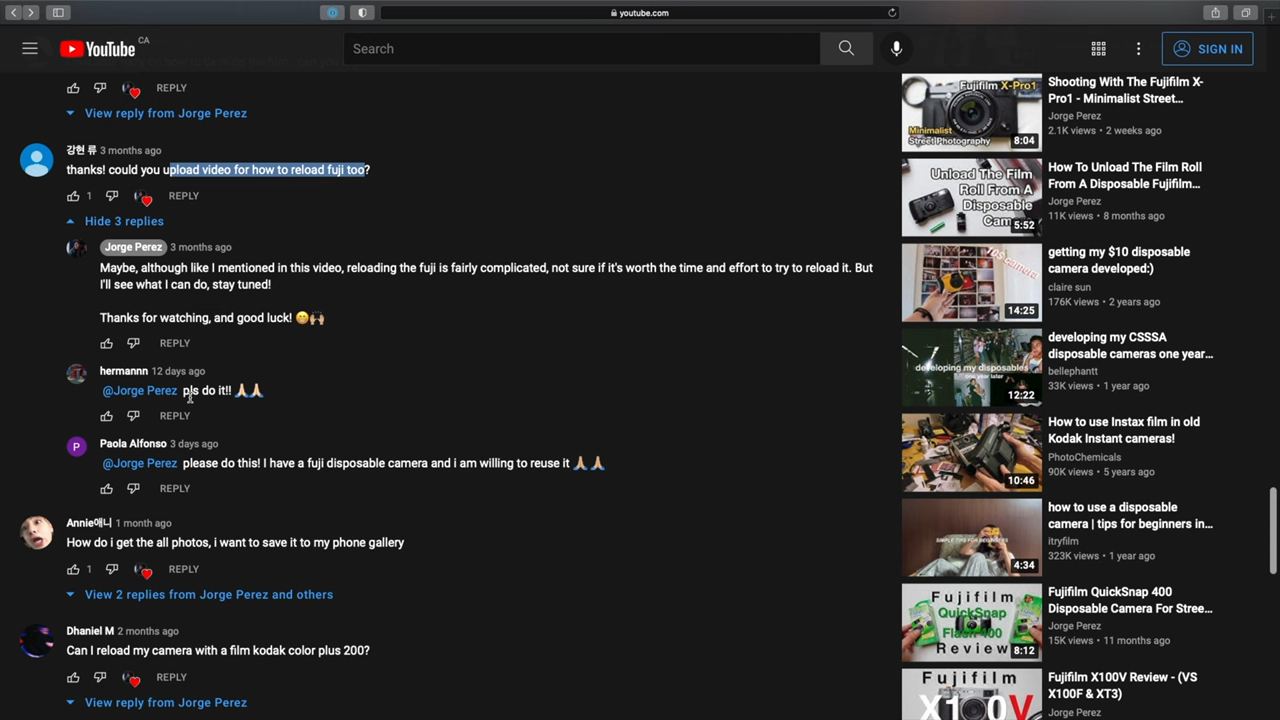 youtube.com
YouTube CA
Search
SIGN IN
REPLY
View reply from Jorge Perez
강현 류 3 months ago
thanks! could you upload video for how to reload fuji too?
1 REPLY
Hide 3 replies
Jorge Perez 3 months ago
Maybe, although like I mentioned in this video, reloading the fuji is fairly complicated, not sure if it's worth the time and effort to try to reload it. But
I'll see what I can do, stay tuned!
Thanks for watching, and good luck! 😁🙌🏼
REPLY
hermannn 12 days ago
@Jorge Perez pls do it!! 🙏🏼🙏🏼
REPLY
P
Paola Alfonso 3 days ago
@Jorge Perez please do this! I have a fuji disposable camera and i am willing to reuse it 🙏🏼🙏🏼
REPLY
Annie애니 1 month ago
How do i get the all photos, i want to save it to my phone gallery
1 REPLY
View 2 replies from Jorge Perez and others
Dhaniel M 2 months ago
Can I reload my camera with a film kodak color plus 200?
REPLY
View reply from Jorge Perez
Fujifilm X-Pro1
Minimalist
Street Photography
8:04
Shooting With The Fujifilm X-
Pro1 - Minimalist Street...
Jorge Perez
2.1K views • 2 weeks ago
Unload The Film
Roll From A
Disposable
Cam
5:52
How To Unload The Film Roll
From A Disposable Fujifilm...
Jorge Perez
11K views • 8 months ago
10$ camera
14:25
getting my $10 disposable
camera developed:)
claire sun
176K views • 2 years ago
developing my disposables
one year later
12:22
developing my CSSSA
disposable cameras one year...
bellephantt
33K views • 1 year ago
10:46
How to use Instax film in old
Kodak Instant cameras!
PhotoChemicals
90K views • 5 years ago
SIMPLE TIPS FOR BEGINNERS
4:34
how to use a disposable
camera | tips for beginners in...
itryfilm
323K views • 1 year ago
Fujifilm
QuickSnap
Flash 400
Review
8:12
Fujifilm QuickSnap 400
Disposable Camera For Stree...
Jorge Perez
15K views • 11 months ago
Fujifilm
X1 0V
Fujifilm X100V Review - (VS
X100F & XT3)
Jorge Perez